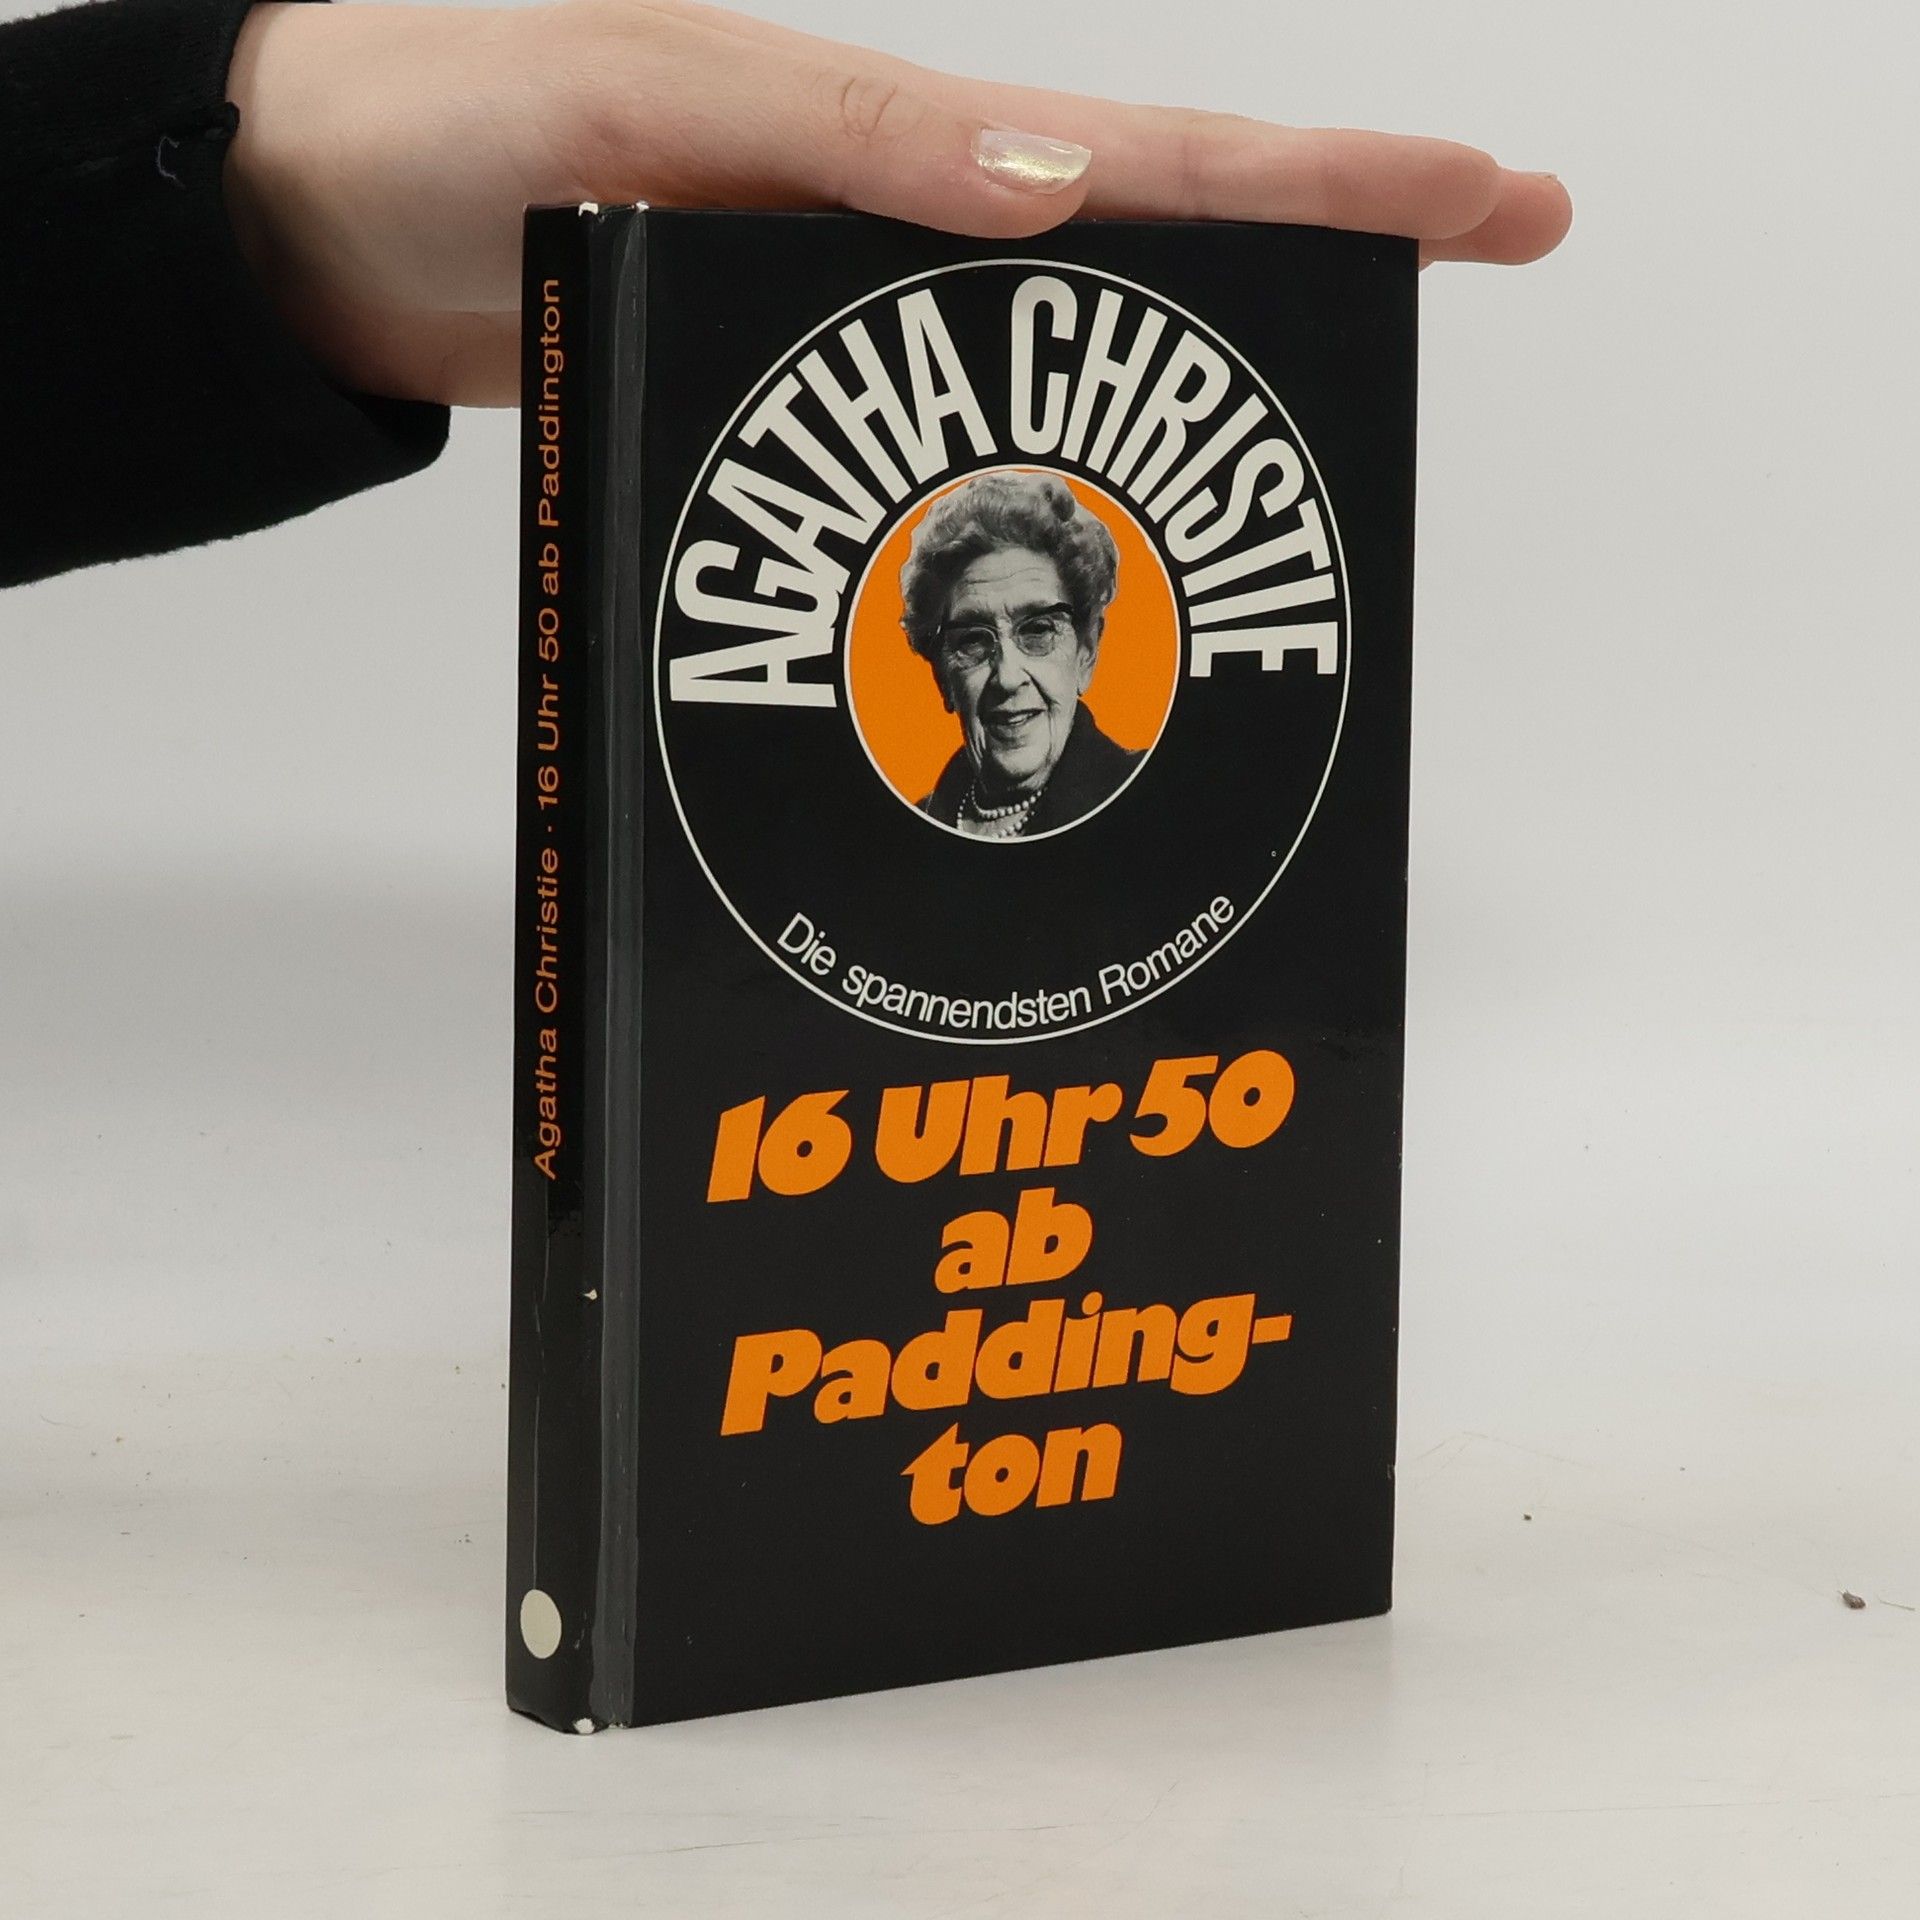 Agatha Christie · 16 Uhr 50 ab Paddington
AGATHA CHRISTIE
Die spannendsten Romane
16 Uhr 50
ab
Padding-
ton